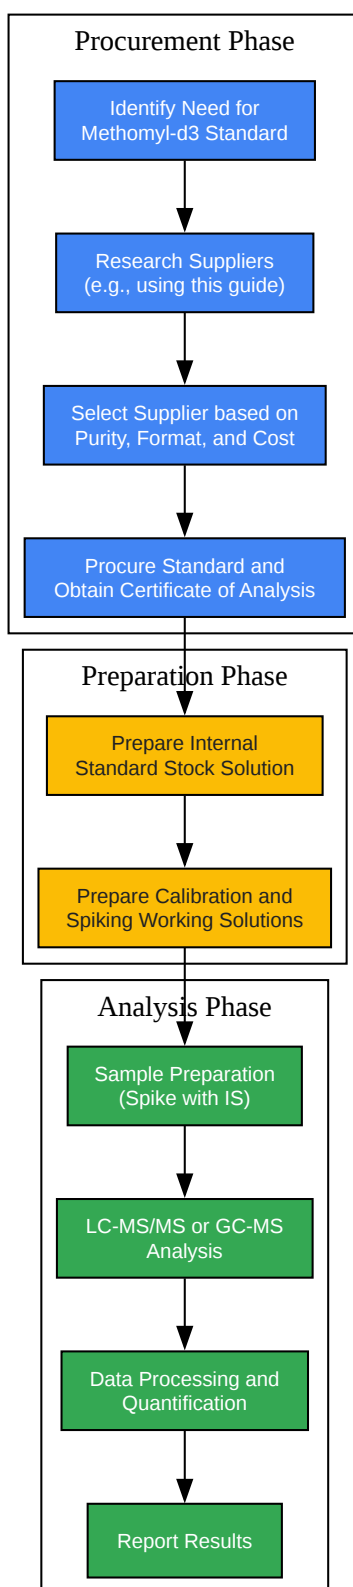 Procurement Phase
Identify Need for
Methomyl-d3 Standard
Research Suppliers
(e.g., using this guide)
Select Supplier based on
Purity, Format, and Cost
Procure Standard and
Obtain Certificate of Analysis
Preparation Phase
Prepare Internal
Standard Stock Solution
Prepare Calibration and
Spiking Working Solutions
Analysis Phase
Sample Preparation
(Spike with IS)
LC-MS/MS or GC-MS
Analysis
Data Processing and
Quantification
Report Results